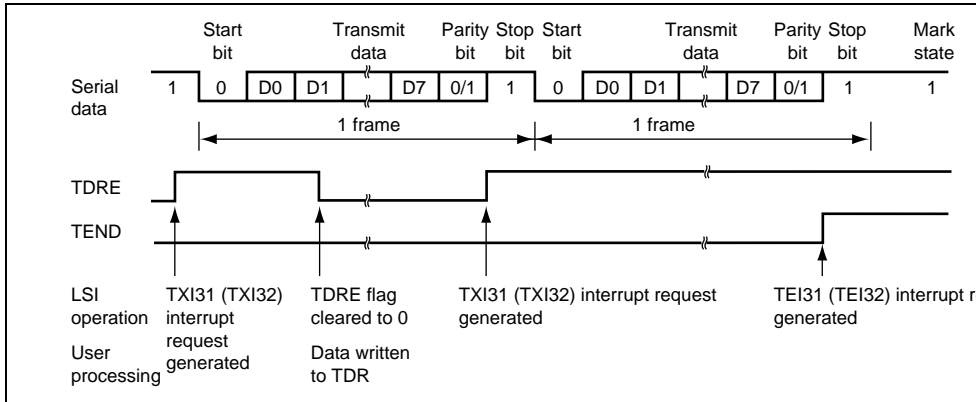 Start bit Transmit data Parity bit Stop bit Start bit Transmit data Parity bit Stop bit Mark state
Serial data 1 0 D0 D1 D7 0/1 1 0 D0 D1 D7 0/1 1 1
1 frame 1 frame
TDRE
TEND
LSI operation
TXI31 (TXI32) interrupt request generated
TDRE flag cleared to 0
TXI31 (TXI32) interrupt request generated
TEI31 (TEI32) interrupt
generated
User processing
Data written to TDR